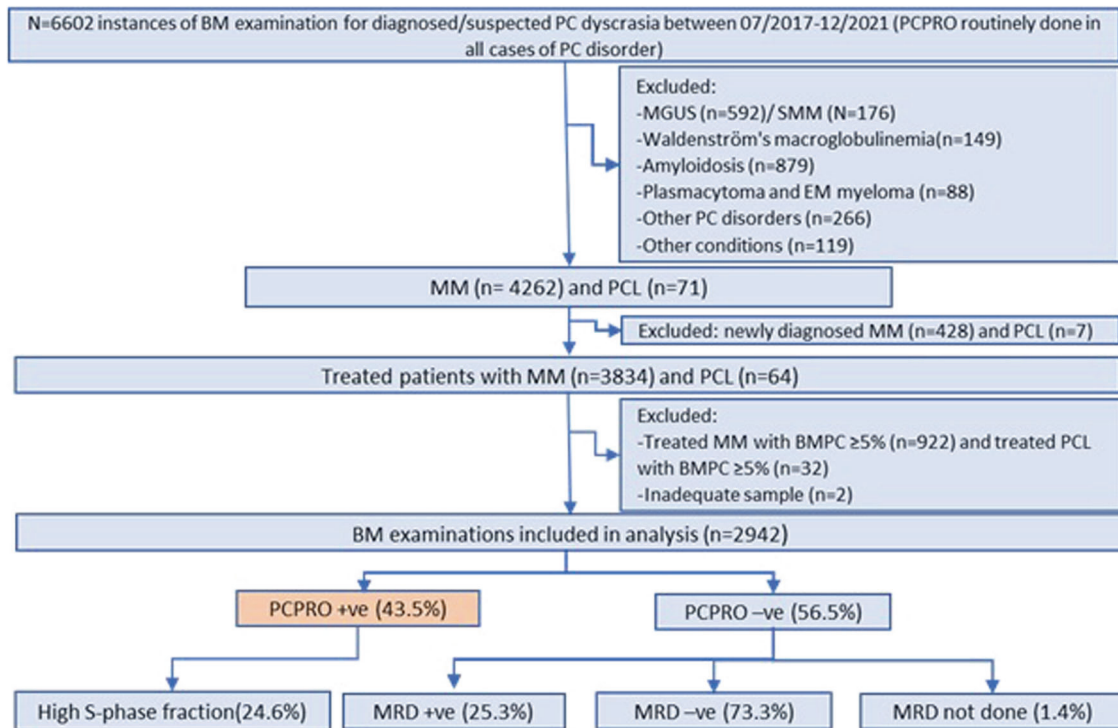 N=6602 instances of BM examination for diagnosed/suspected PC dyscrasia between 07/2017-12/2021 (PCPRO routinely done in
all cases of PC disorder)
Excluded:
-MGUS (n=592)/ SMM (N=176)
-Waldenström's macroglobulinemia(n=149)
-Amyloidosis (n=879)
-Plasmacytoma and EM myeloma (n=88)
-Other PC disorders (n=266)
-Other conditions (n=119)
MM (n= 4262) and PCL (n=71)
Excluded: newly diagnosed MM (n=428) and PCL (n=7)
Treated patients with MM (n=3834) and PCL (n=64)
Excluded:
-Treated MM with BMPC ≥5% (n=922) and treated PCL
with BMPC ≥5% (n=32)
-Inadequate sample (n=2)
BM examinations included in analysis (n=2942)
PCPRO +ve (43.5%)
PCPRO –ve (56.5%)
High S-phase fraction(24.6%)
MRD +ve (25.3%)
MRD –ve (73.3%)
MRD not done (1.4%)